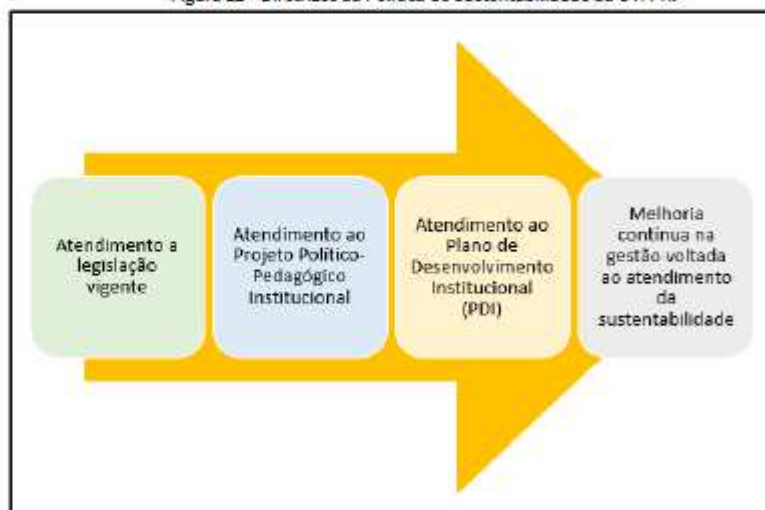 Atendimento a
legislação
vigente
Atendimento ao
Projeto Político-
Pedagógico
Institucional
Atendimento ao
Plano de
Desenvolvimento
Institucional
(PDI)
Melhoria
contínua na
gestão voltada
ao atendimento
da
sustentabilidade